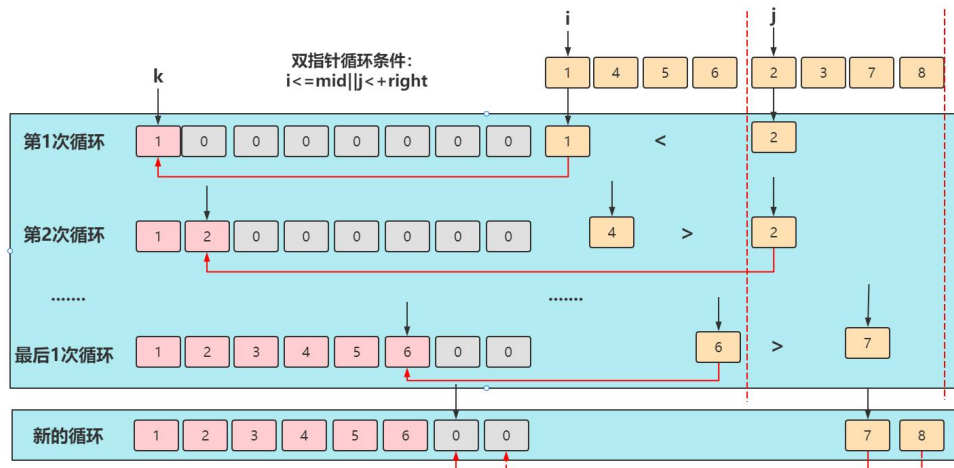 i
j
双指针循环条件:
i<=mid||j<+right
k
1 4 5 6 2 3 7 8
第1次循环 1 0 0 0 0 0 0 0 1 < 2
第2次循环 1 2 0 0 0 0 0 0 4 > 2
....... .......
最后1次循环 1 2 3 4 5 6 0 0 6 > 7
新的循环 1 2 3 4 5 6 0 0 7 8